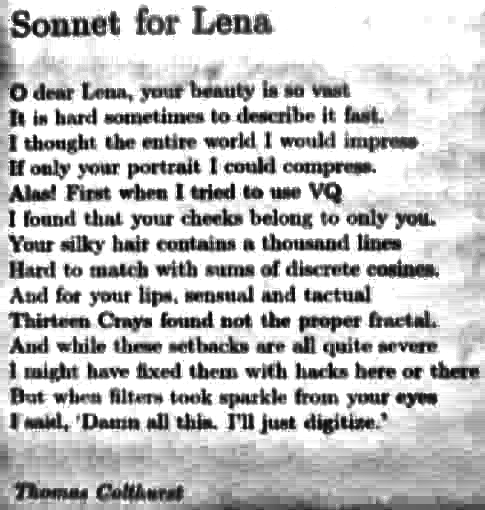 Sonnet for Lena
O dear Lena, your beauty is so vast
It is hard sometimes to describe it fast.
I thought the entire world I would impress
If only your portrait I could compress.
Alas! First when I tried to use VQ
I found that your cheeks belong to only you.
Your silky hair contains a thousand lines
Hard to match with sums of discrete cosines.
And for your lips, sensual and tactual
Thirteen Crays found not the proper fractal.
And while these setbacks are all quite severe
I might have fixed them with hacks here or there
But when filters took sparkle from your eyes
I said, 'Damn all this. I'll just digitize.'
Thomas Colthurst